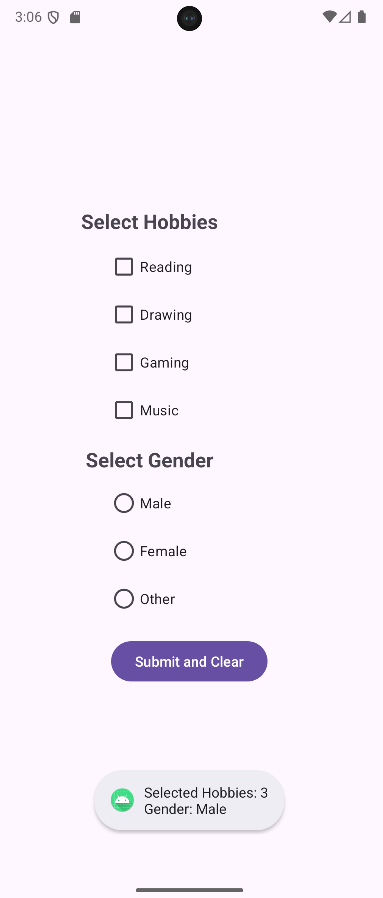 3:06
Select Hobbies
Reading
Drawing
Gaming
Music
Select Gender
Male
Female
Other
Submit and Clear
Selected Hobbies: 3
Gender: Male